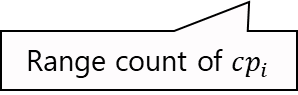 Range count of $cp_i$